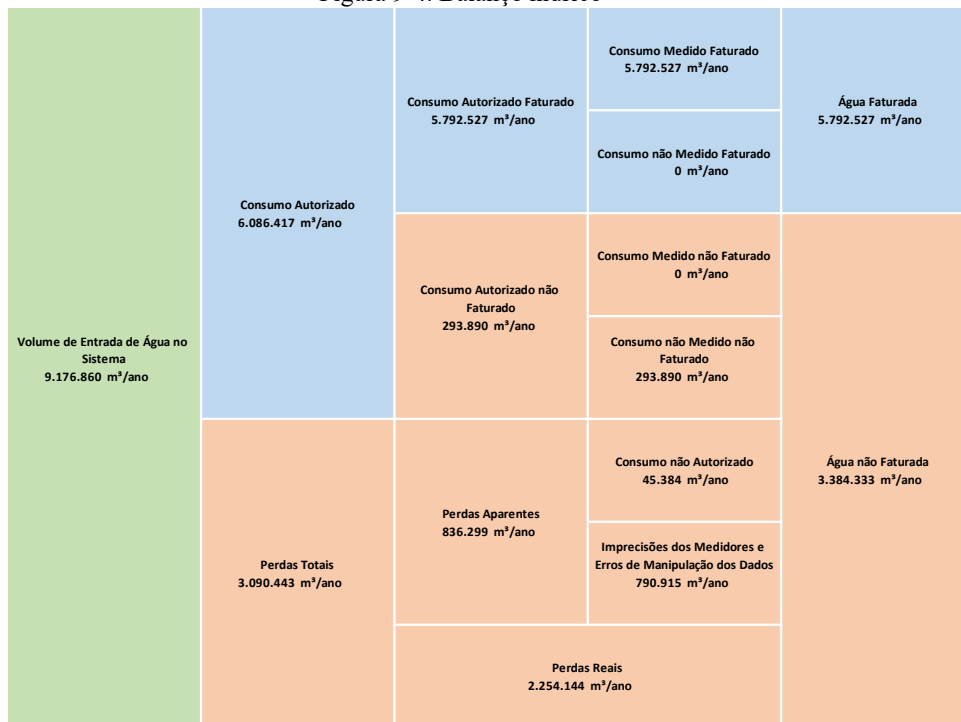 Consumo Medido Faturado
5.792.527 m³/ano
Consumo Autorizado Faturado
5.792.527 m³/ano
Água Faturada
5.792.527 m³/ano
Consumo não Medido Faturado
0 m³/ano
Consumo Autorizado
6.086.417 m³/ano
Consumo Medido não Faturado
0 m³/ano
Consumo Autorizado não
Faturado
293.890 m³/ano
Volume de Entrada de Água no
Sistema
9.176.860 m³/ano
Consumo não Medido não
Faturado
293.890 m³/ano
Consumo não Autorizado
45.384 m³/ano
Água não Faturada
3.384.333 m³/ano
Perdas Aparentes
836.299 m³/ano
Imprecisões dos Medidores e
Erros de Manipulação dos Dados
790.915 m³/ano
Perdas Totais
3.090.443 m³/ano
Perdas Reais
2.254.144 m³/ano